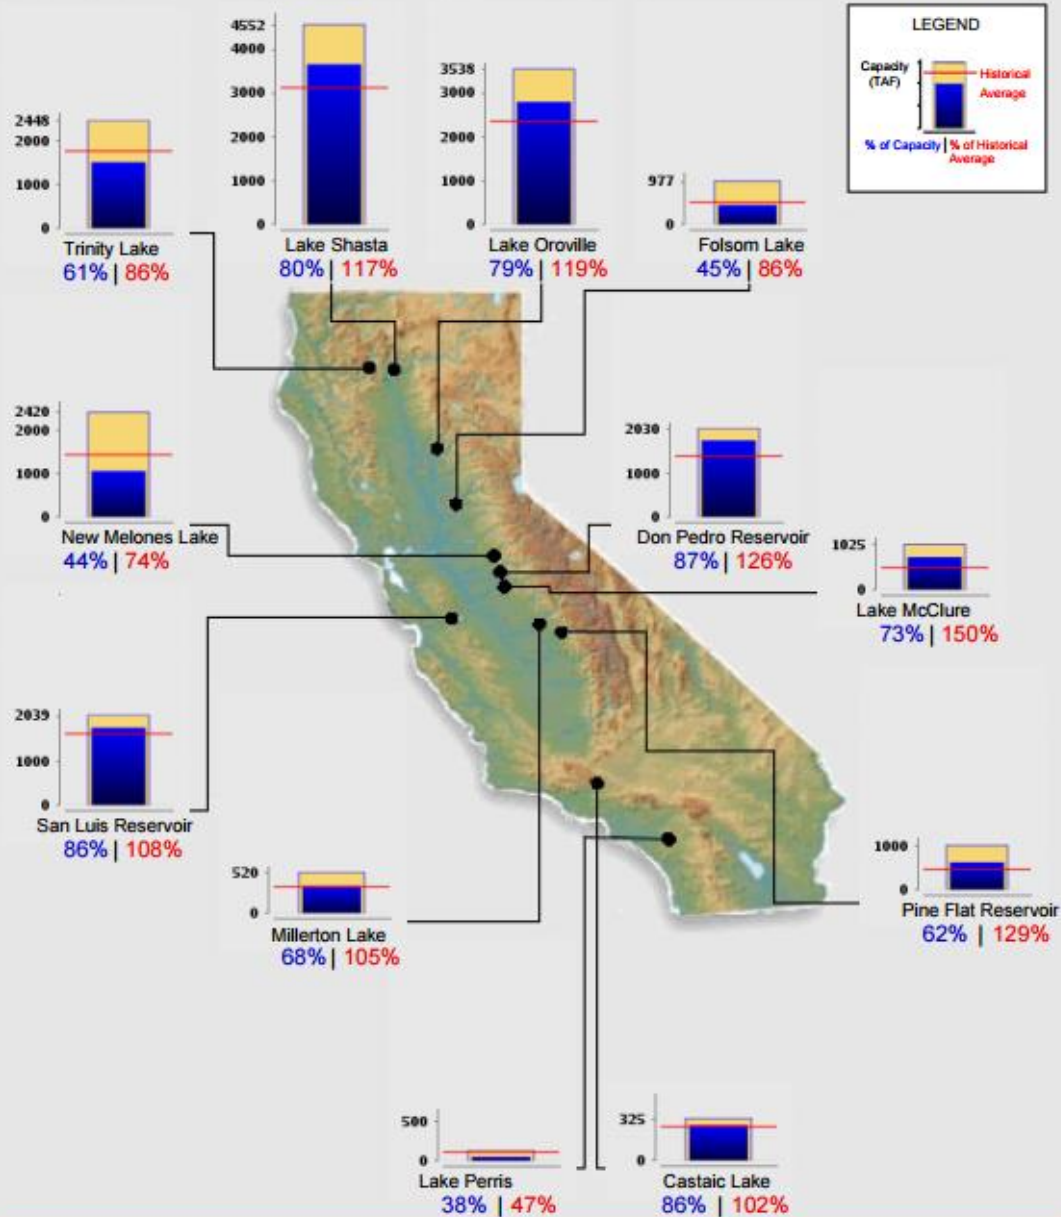 LEGEND
Capacity
(TAF)
Historical
Average
% of Capacity | % of Historical
Average
2448
2000
1000
0
Trinity Lake
61% | 86%
4552
4000
3000
2000
1000
0
Lake Shasta
80% | 117%
3538
3000
2000
1000
0
Lake Oroville
79% | 119%
977
0
Folsom Lake
45% | 86%
2420
2000
1000
0
New Melones Lake
44% | 74%
2030
1000
0
Don Pedro Reservoir
87% | 126%
1025
0
Lake McClure
73% | 150%
2039
1000
0
San Luis Reservoir
86% | 108%
520
0
Millerton Lake
68% | 105%
1000
0
Pine Flat Reservoir
62% | 129%
500
0
Lake Perris
38% | 47%
325
0
Castaic Lake
86% | 102%